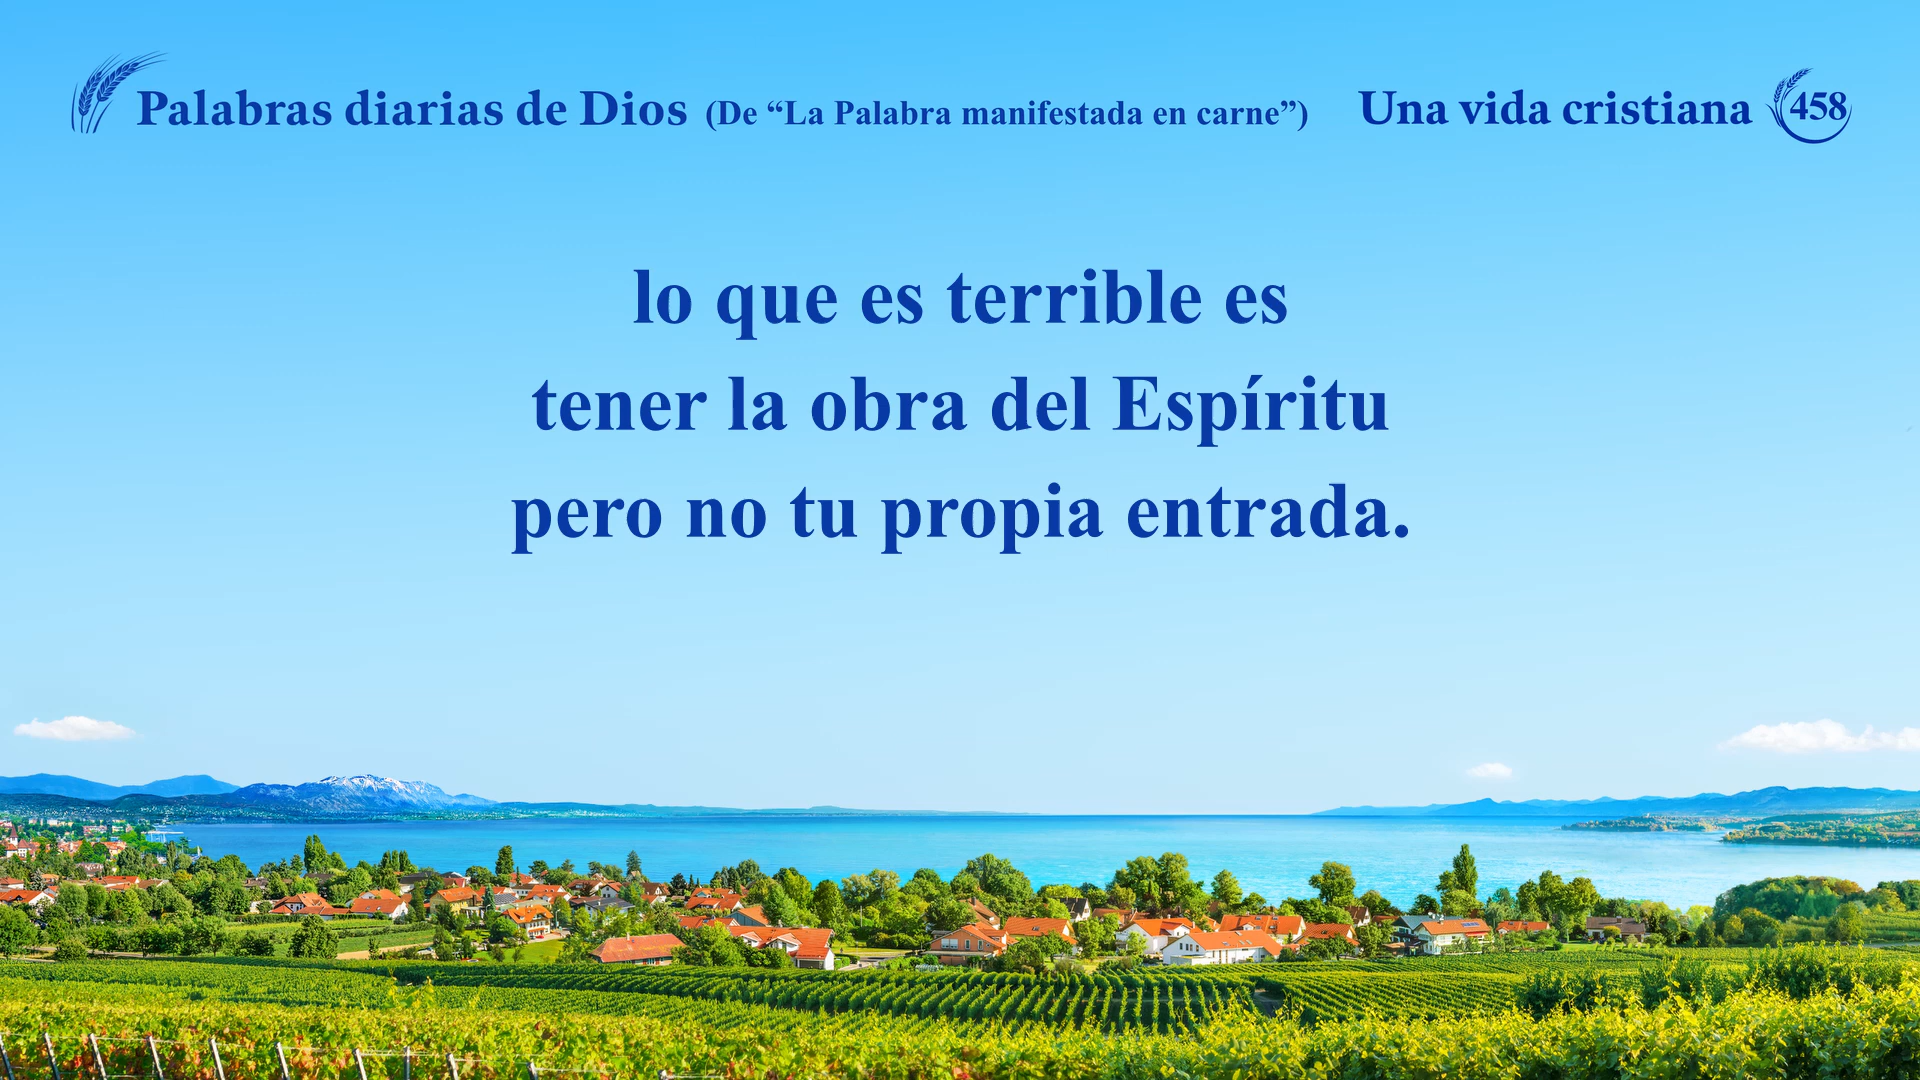 Palabras diarias de Dios (De “La Palabra manifestada en carne”) Una vida cristiana 458
lo que es terrible es
tener la obra del Espíritu
pero no tu propia entrada.